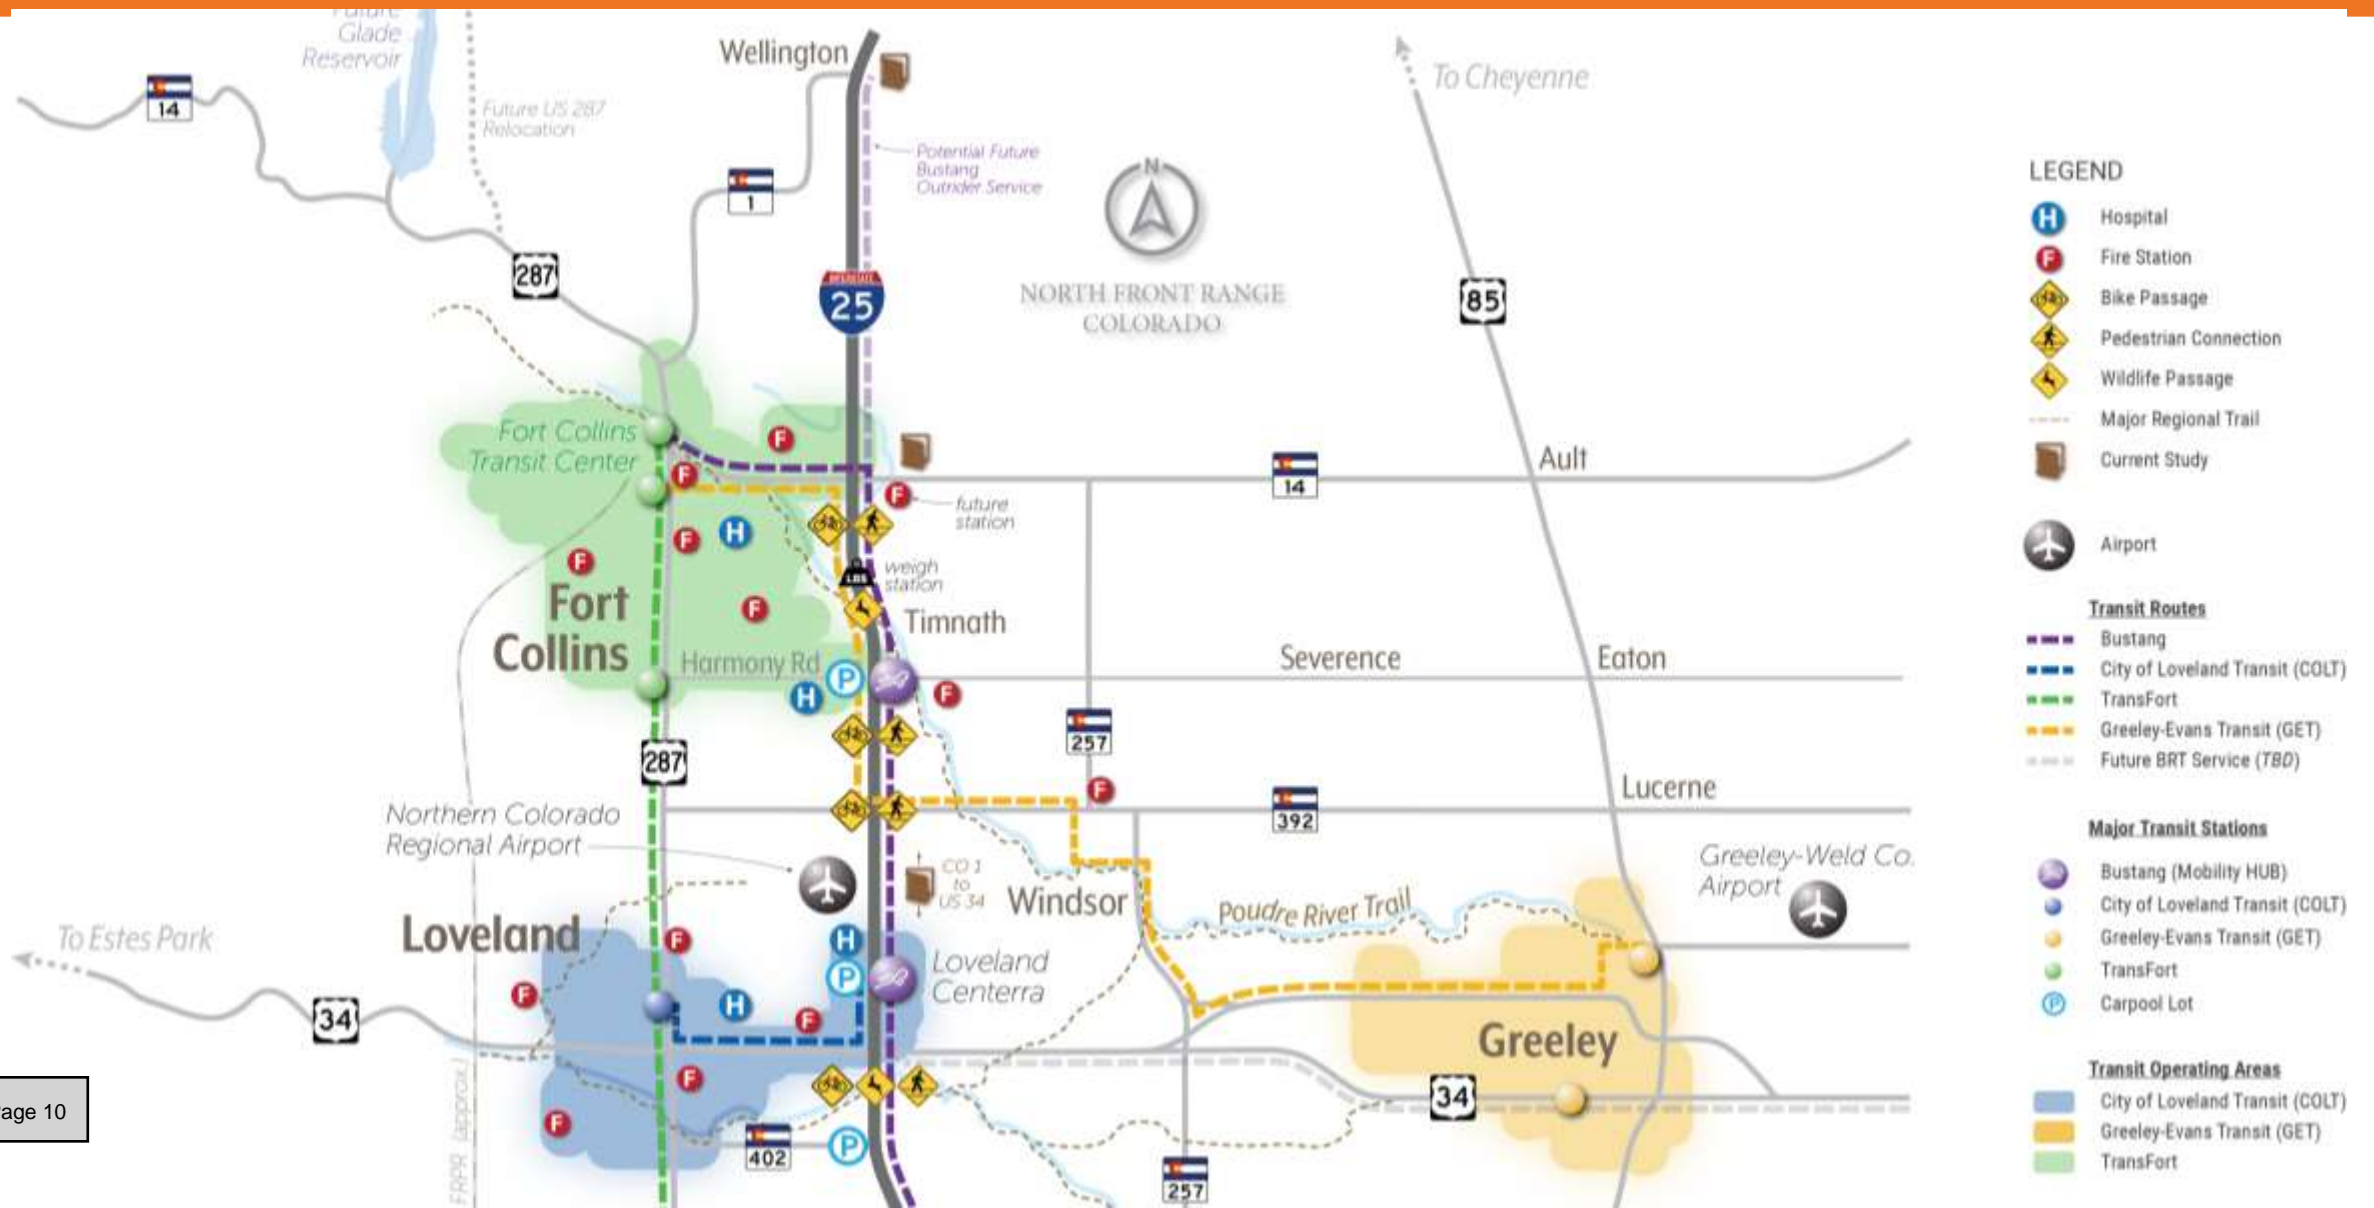 Future
Glade
Reservoir
14
Future US 287
Relocation
Wellington
To Cheyenne
Potential Future
Bustang
Outrider Service
1
N
287
INTERSTATE
25
NORTH FRONT RANGE
COLORADO
85
Fort Collins
Transit Center
F
F
Ault
14
F
future
station
H
F
F
weigh
station
LBS
Fort
Collins
F
Timnath
Harmony Rd
P
H
F
Severence
Eaton
257
287
F
Lucerne
392
Northern Colorado
Regional Airport
CO 1
to
US 34
Windsor
Poudre River Trail
Greeley-Weld Co.
Airport
To Estes Park
Loveland
F
H
P
Loveland
Centerra
F
H
F
34
Greeley
F
34
F
402
P
257
FRPR (approx.)
age 10
LEGEND
H Hospital
F Fire Station
Bike Passage
Pedestrian Connection
Wildlife Passage
Major Regional Trail
Current Study
Airport
Transit Routes
Bustang
City of Loveland Transit (COLT)
TransFort
Greeley-Evans Transit (GET)
Future BRT Service (TBD)
Major Transit Stations
Bustang (Mobility HUB)
City of Loveland Transit (COLT)
Greeley-Evans Transit (GET)
TransFort
P Carpool Lot
Transit Operating Areas
City of Loveland Transit (COLT)
Greeley-Evans Transit (GET)
TransFort